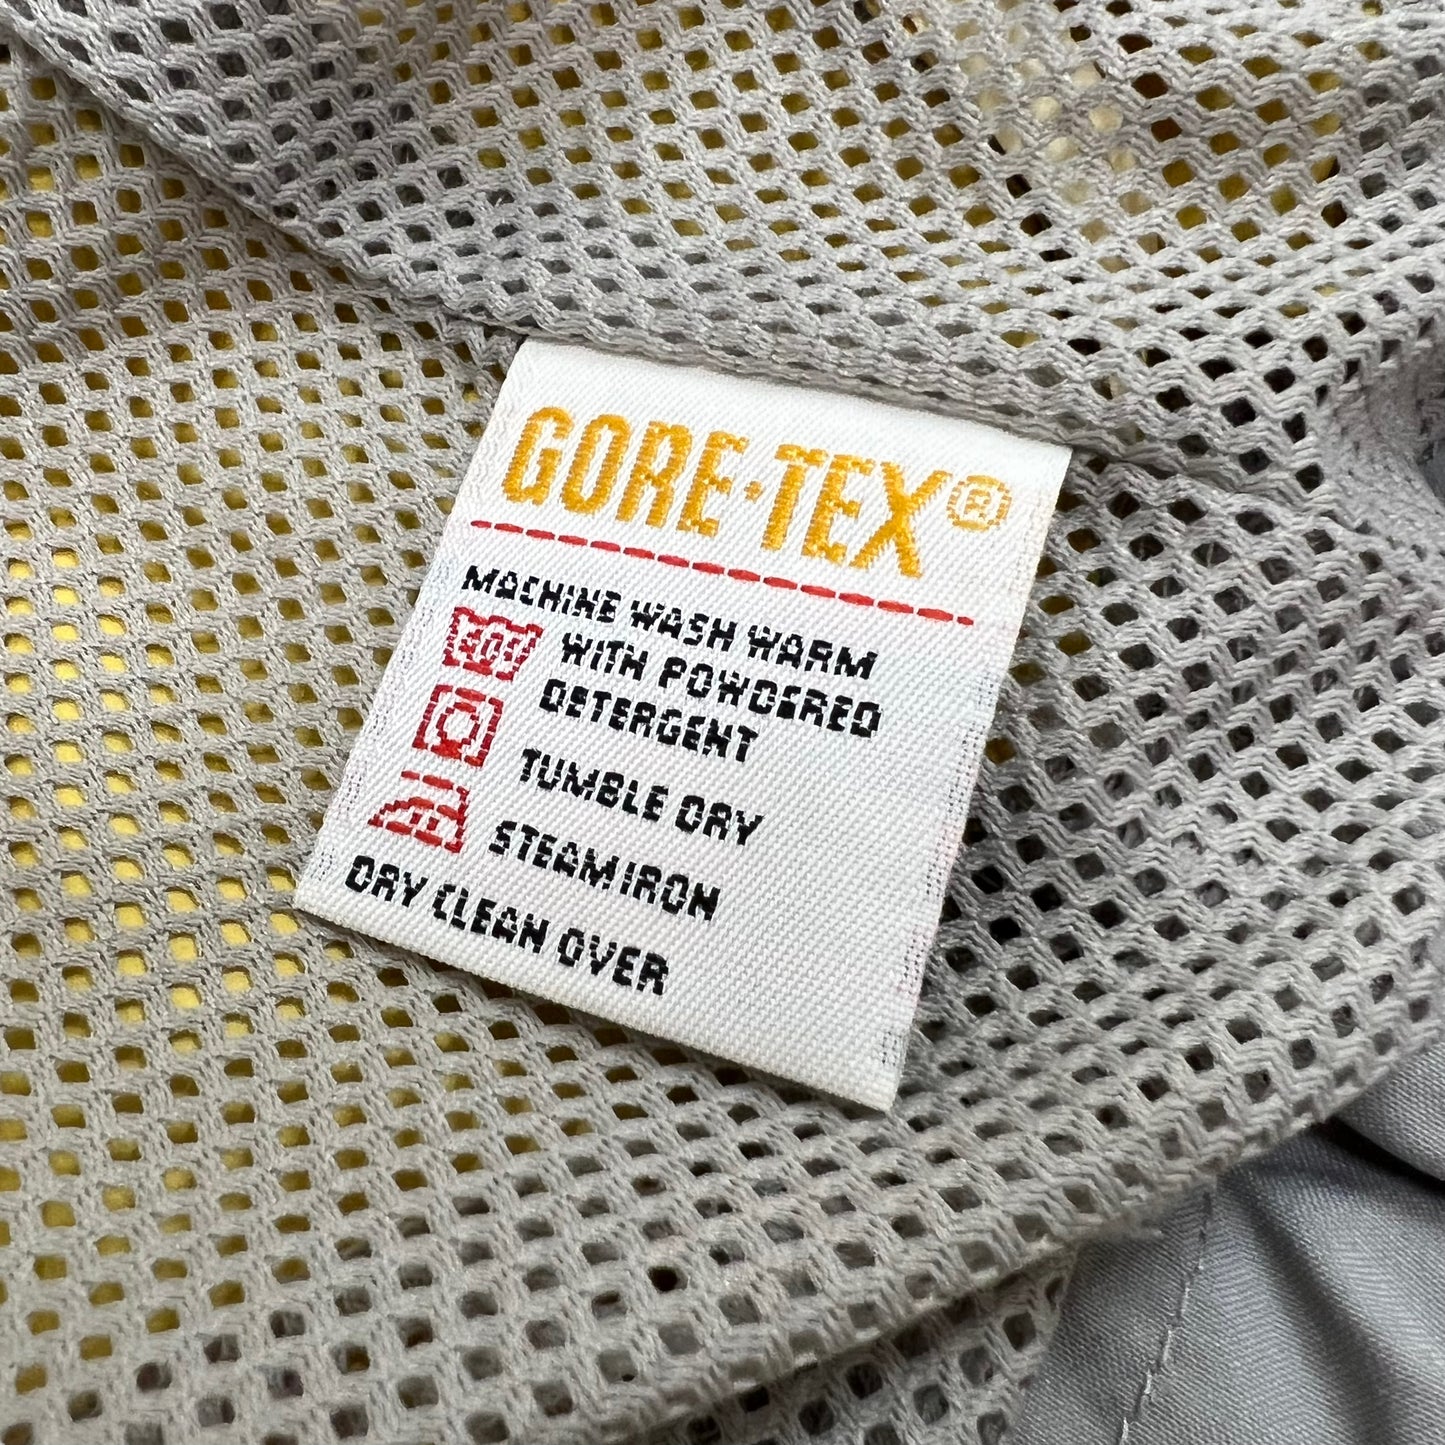 GORE-TEX®
MACHINE WASH WARM
WITH POWDERED
DETERGENT
TUMBLE DRY
STEAM IRON
DRY CLEAN OVER